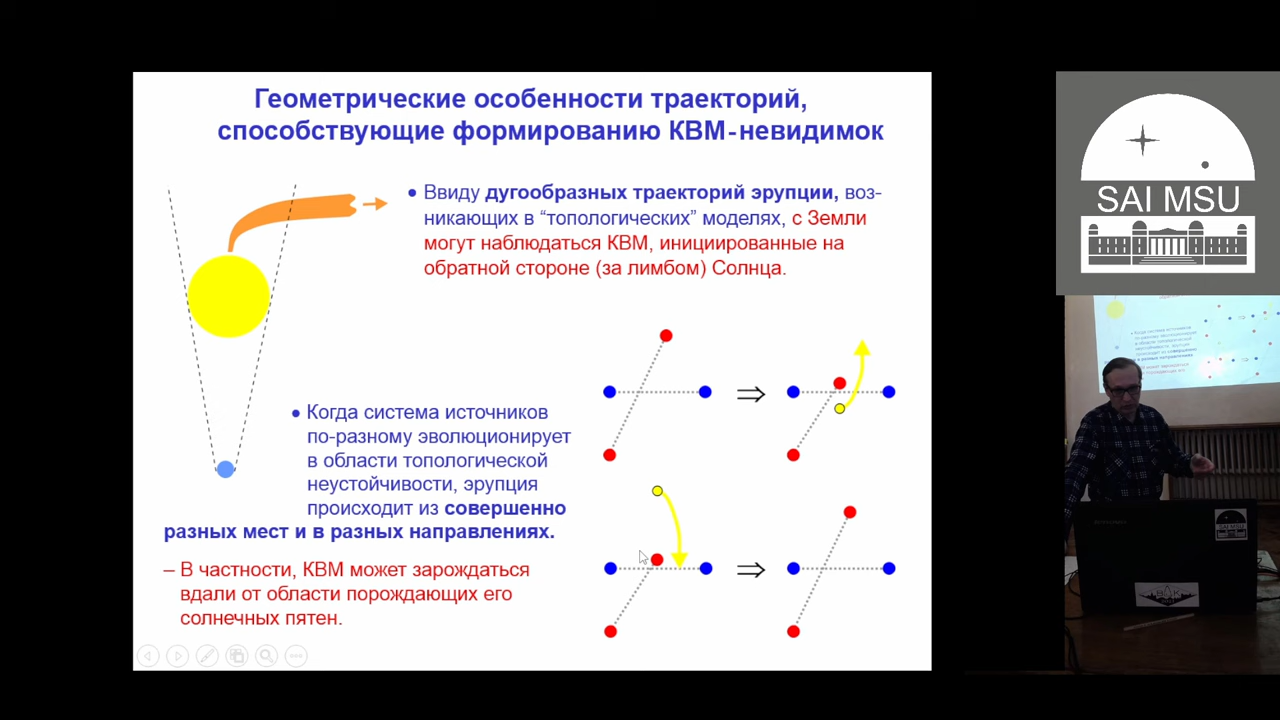 Геометрические особенности траекторий,
способствующие формированию КВМ-невидимок
• Ввиду дугообразных траекторий эрупции, воз-
никающих в “топологических” моделях, с Земли
могут наблюдаться КВМ, инициированные на
обратной стороне (за лимбом) Солнца.
• Когда система источников
по-разному эволюционирует
в области топологической
неустойчивости, эрупция
происходит из совершенно
разных мест и в разных направлениях.
– В частности, КВМ может зарождаться
вдали от области порождающих его
солнечных пятен.
SAI MSU